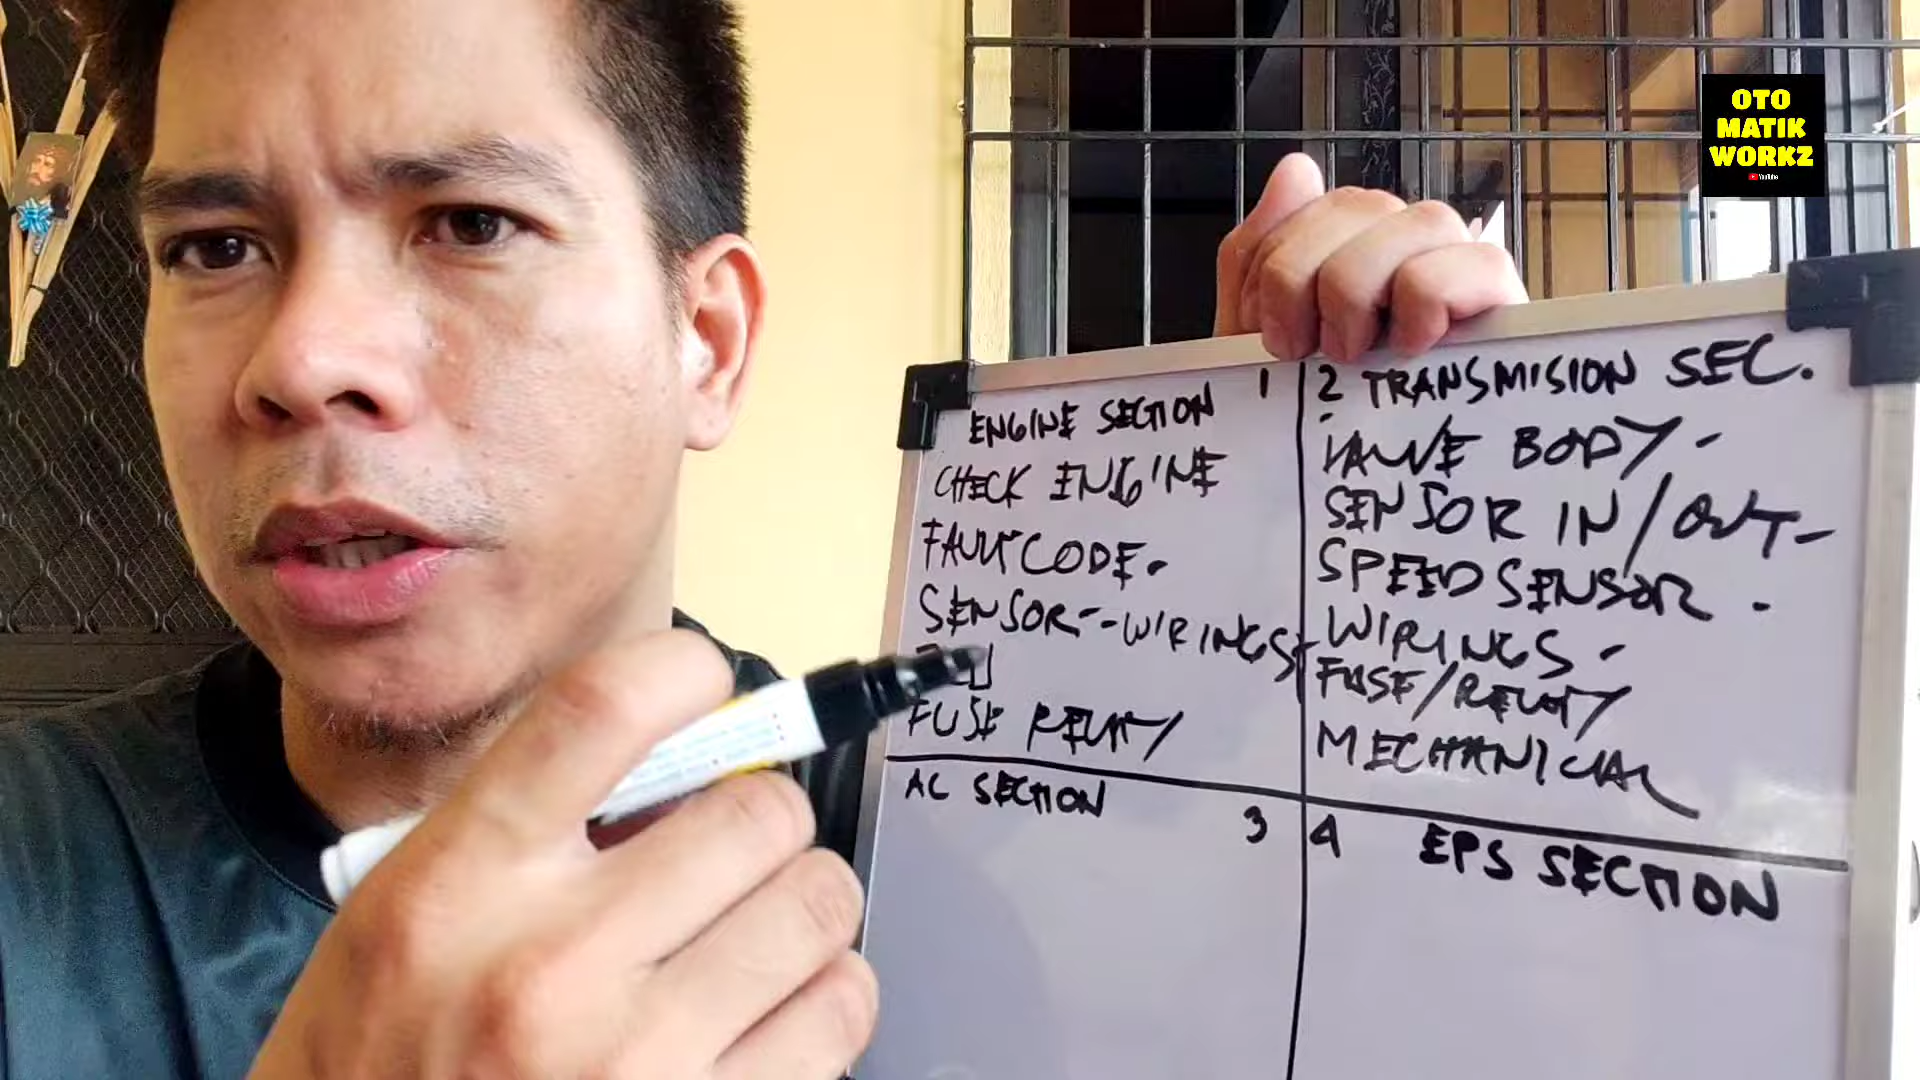 OTO
MATIK
WORKZ
YouTube
ENGINE SECTION 1
CHECK ENGINE
FAULT CODE-
SENSOR--WIRINGS
FUSE RELAY
2 TRANSMISION SEC.
VALVE BODY-
SENSOR IN/OUT-
SPEED SENSOR -
WIRINGS-
FUSE/RELAY
MECHANICAL
AC SECTION 3
4 EPS SECTION